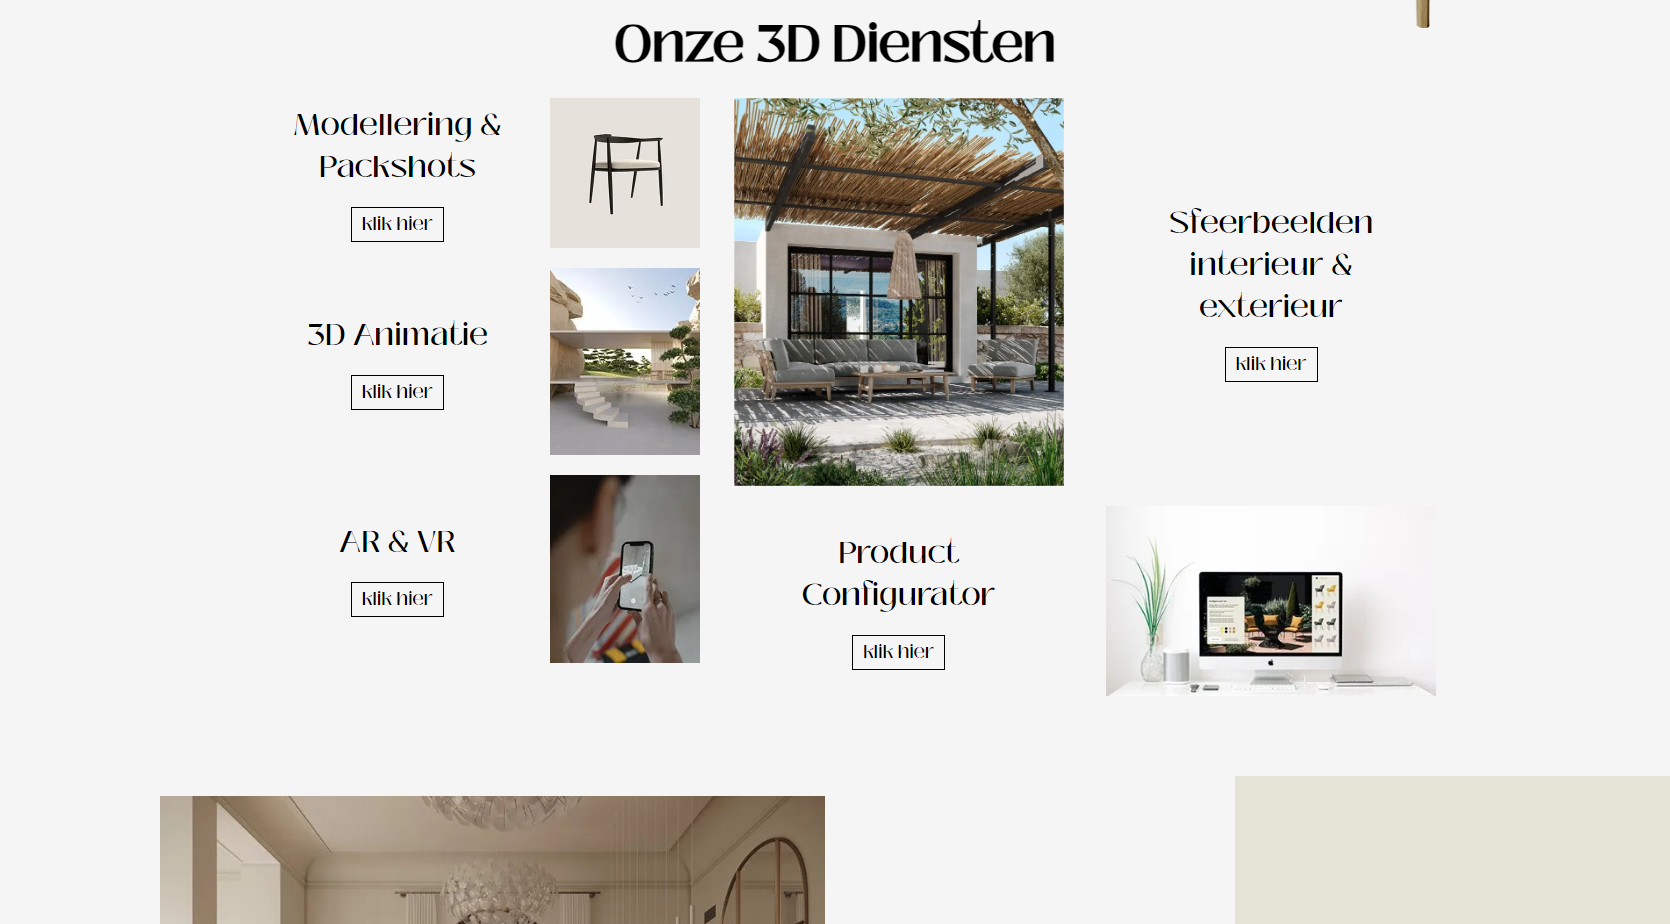 Onze 3D Diensten
Modellering &
Packshots
klik hier
3D Animatie
klik hier
AR & VR
klik hier
Sfeerbeelden
interieur &
exterieur
klik hier
Product
Configurator
klik hier